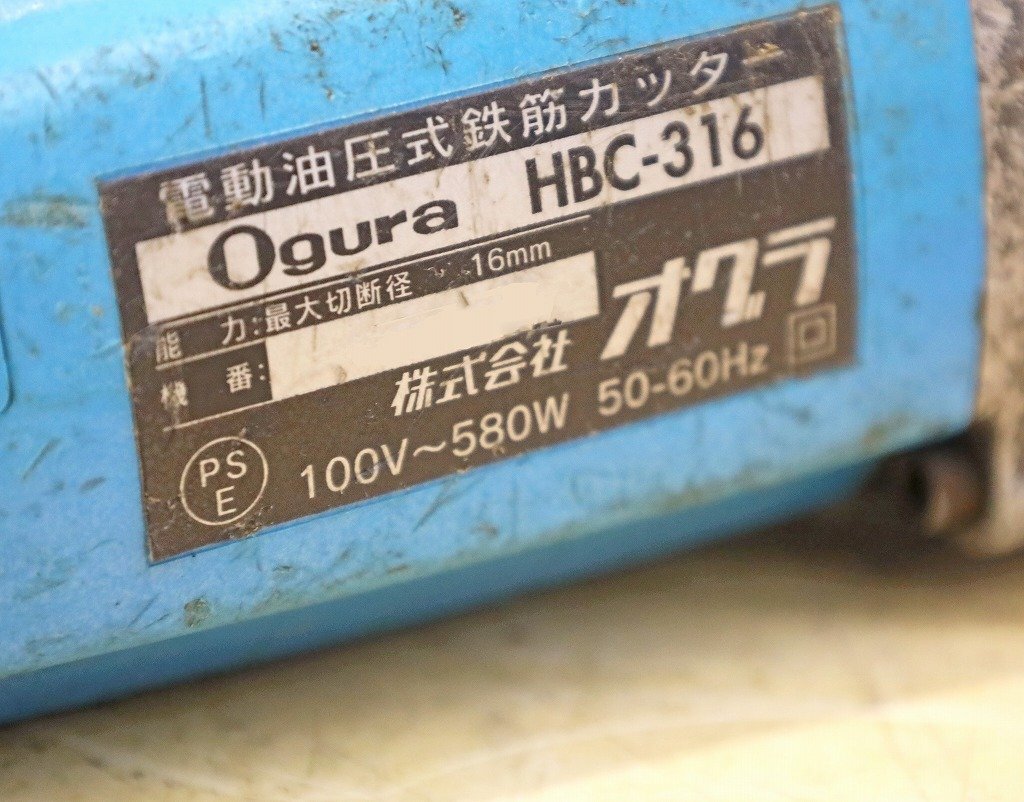 電動油圧式鉄筋カッター
Ogura HBC-316
能 力:最大切断径 16mm
機 番:
株式会社 オグラ
PS
E
100V～580W 50-60Hz